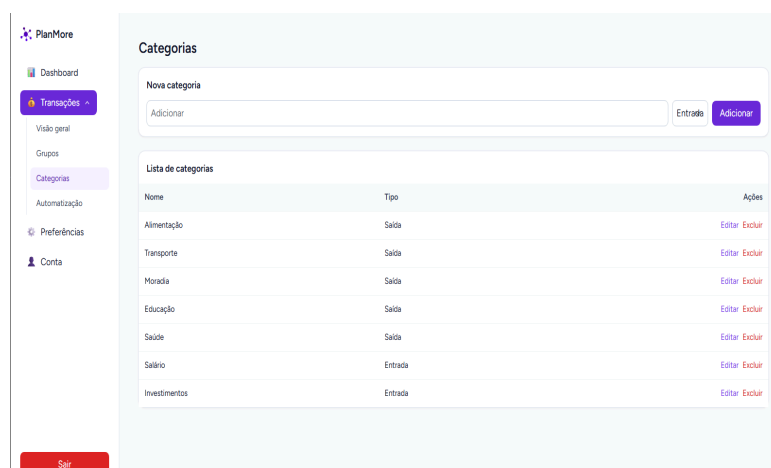 PlanMore
Dashboard
Transações
Visão geral
Grupos
Categorias
Automatização
Preferências
Conta
Sair
Categorias
Nova categoria
Adicionar Entrada Adicionar
Lista de categorias
Nome Tipo Ações
Alimentação Saída Editar Excluir
Transporte Saída Editar Excluir
Moradia Saída Editar Excluir
Educação Saída Editar Excluir
Saúde Saída Editar Excluir
Salário Entrada Editar Excluir
Investimentos Entrada Editar Excluir